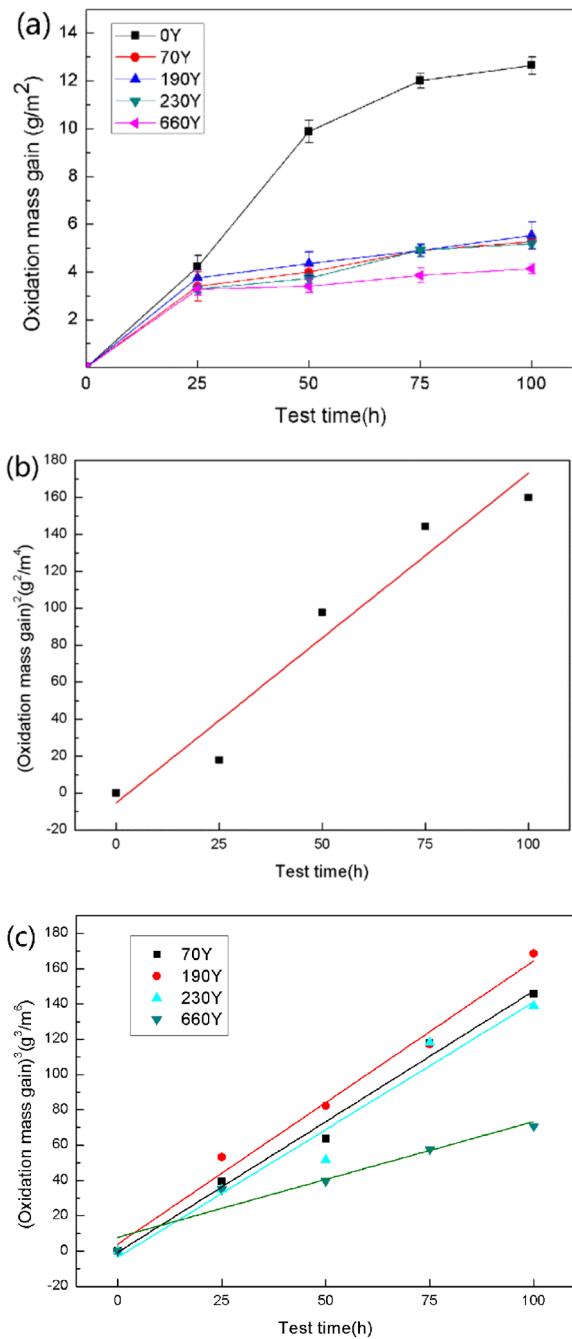 (a)
14
12
10
8
6
4
2
0
25
50
75
100
Oxidation mass gain (g/m²)
Test time(h)
0Y
70Y
190Y
230Y
660Y
(b)
180
160
140
120
100
80
60
40
20
0
-20
0
25
50
75
100
(Oxidation mass gain)²(g²/m⁴)
Test time(h)
(c)
180
160
140
120
100
80
60
40
20
0
-20
0
25
50
75
100
(Oxidation mass gain)³(g³/m⁶)
Test time(h)
70Y
190Y
230Y
660Y